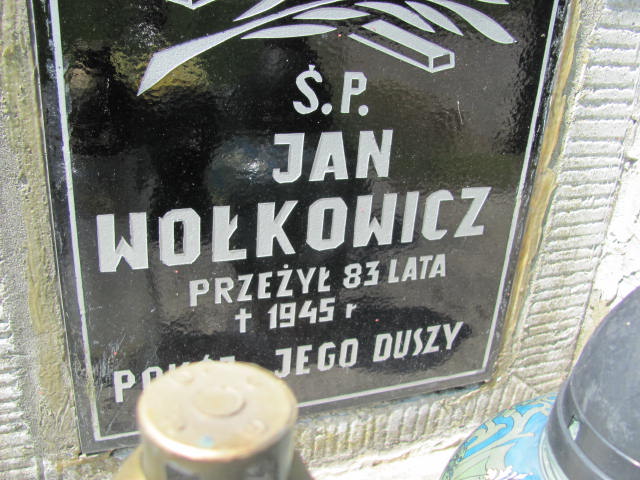 Ś.P.
JAN
WOŁKOWICZ
PRZEŻYŁ 83 LATA
† 1945 r
JEGO DUSZY